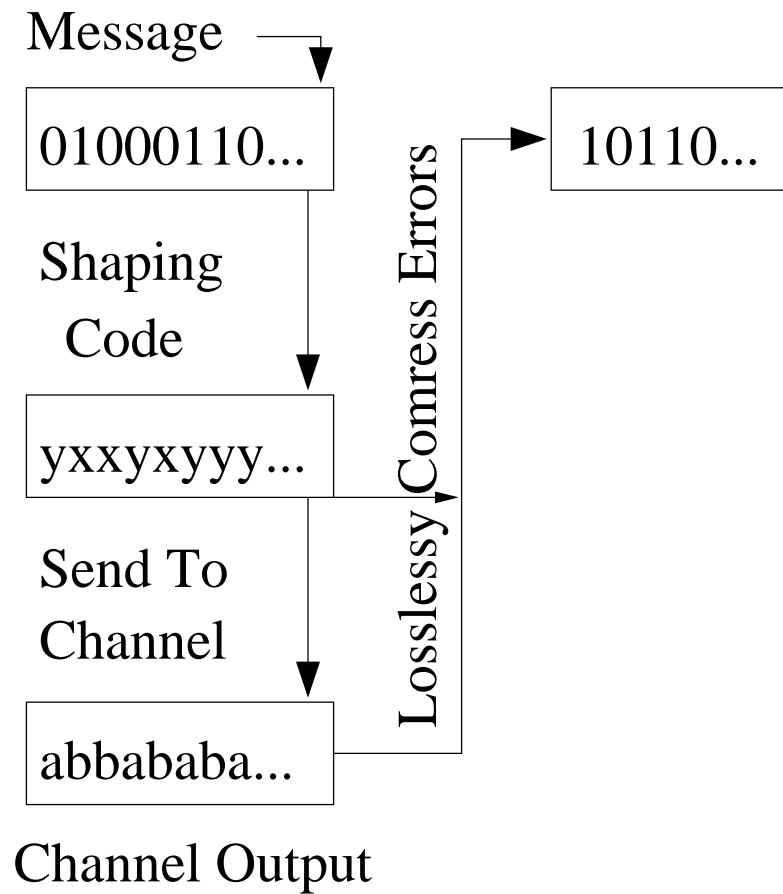 Message
01000110...
10110...
Shaping
Code
yxxyxyyy...
Losslessy Comress Errors
Send To
Channel
abbababa...
Channel Output